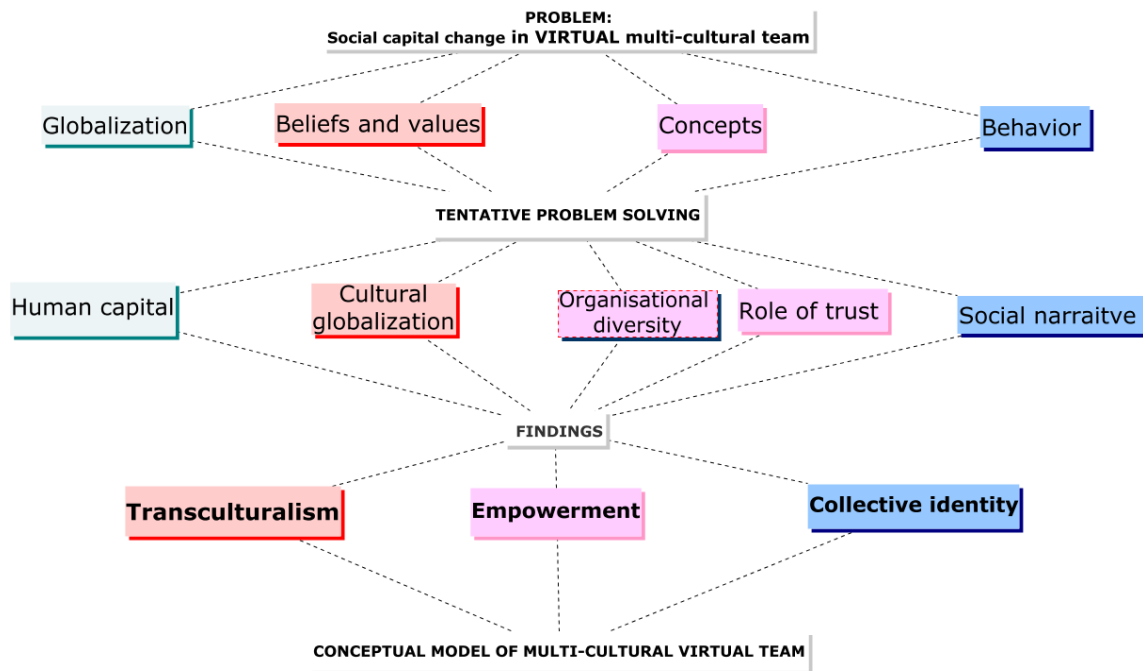 PROBLEM:
Social capital change in VIRTUAL multi-cultural team
Globalization
Beliefs and values
Concepts
Behavior
TENTATIVE PROBLEM SOLVING
Human capital
Cultural
globalization
Organisational
diversity
Role of trust
Social narraitve
FINDINGS
Transculturalism
Empowerment
Collective identity
CONCEPTUAL MODEL OF MULTI-CULTURAL VIRTUAL TEAM